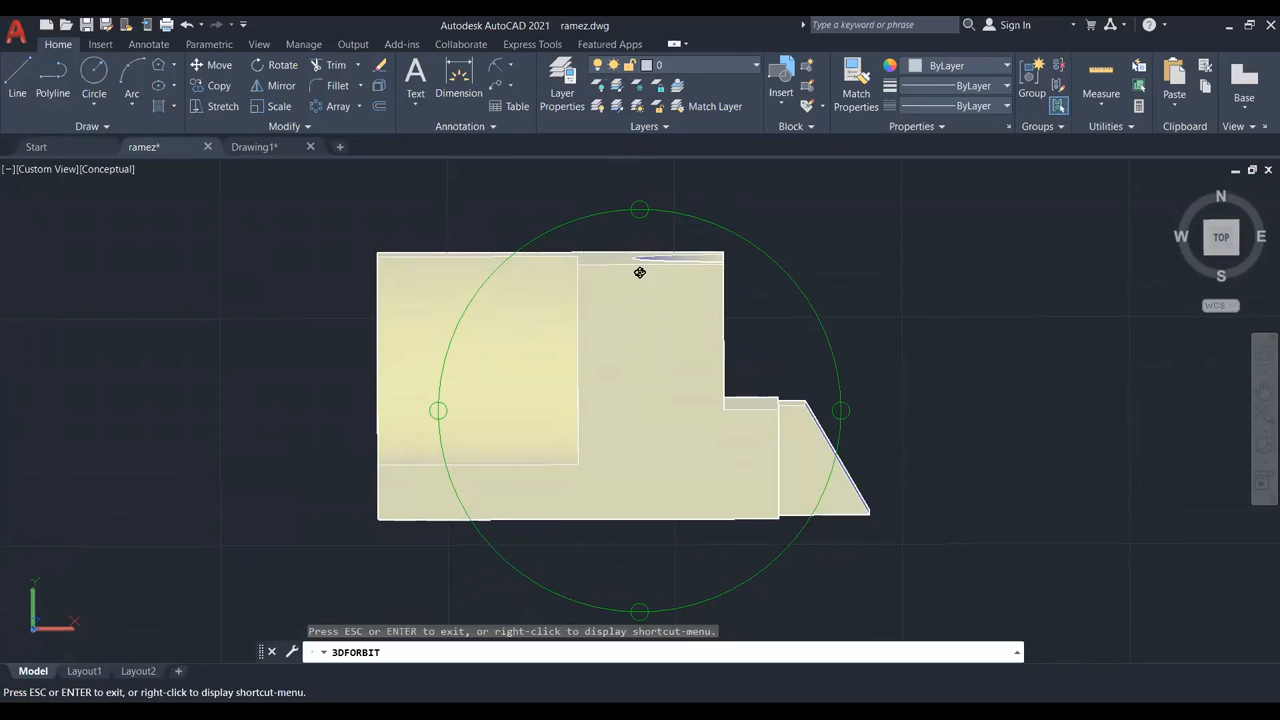 Autodesk AutoCAD 2021 ramez.dwg
Type a keyword or phrase
Sign In
Home Insert Annotate Parametric View Manage Output Add-ins Collaborate Express Tools Featured Apps
Line
Polyline
Circle
Arc
Draw
Move
Rotate
Trim
Copy
Mirror
Fillet
Stretch
Scale
Array
Modify
Text
Dimension
Table
Annotation
Layer
Properties
0
Match Layer
Layers
Insert
Block
Match
Properties
ByLayer
ByLayer
ByLayer
Properties
Group
Groups
Measure
Utilities
Paste
Clipboard
Base
View
Start
ramez*
Drawing1*
[−][Custom View][Conceptual]
N
W
TOP
E
S
WCS
Y
X
Press ESC or ENTER to exit, or right-click to display shortcut-menu.
3DFORBIT
Model Layout1 Layout2
Press ESC or ENTER to exit, or right-click to display shortcut-menu.